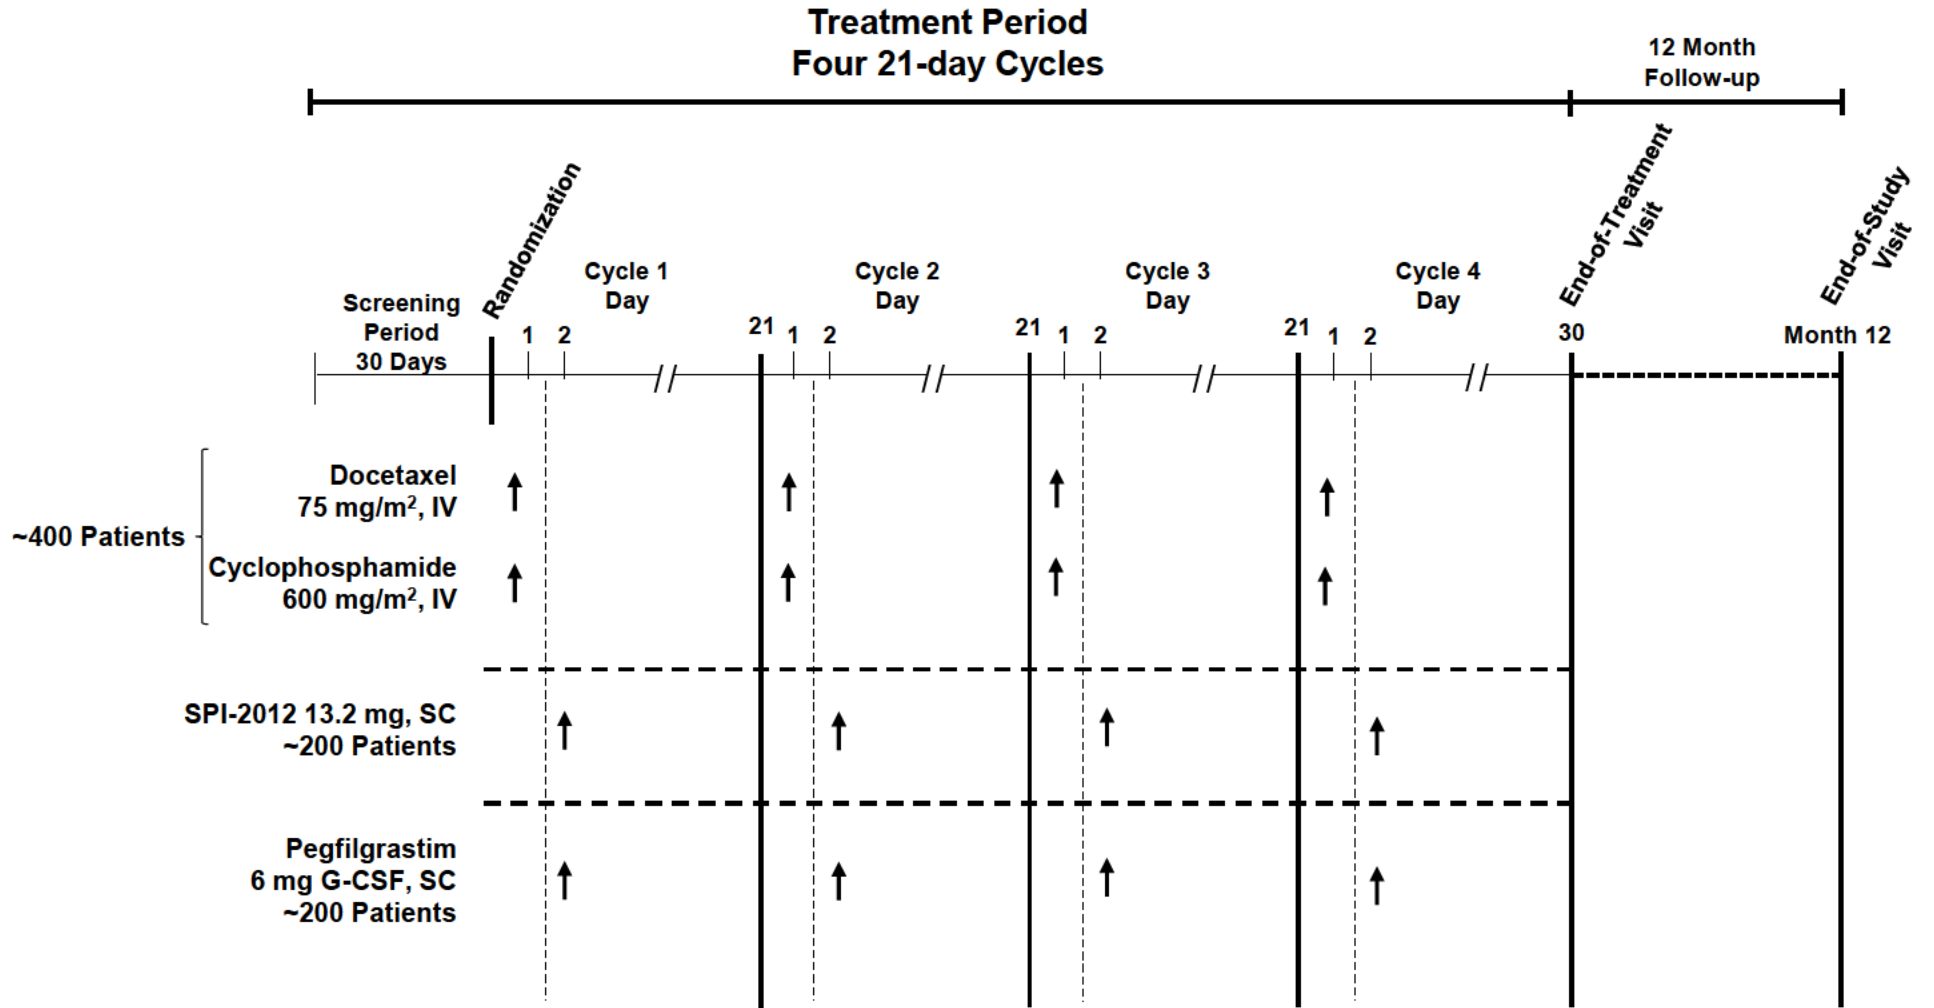 Treatment Period
Four 21-day Cycles
12 Month
Follow-up
Randomization
End-of-Treatment
Visit
End-of-Study
Visit
Screening
Period
30 Days
Cycle 1
Day
Cycle 2
Day
Cycle 3
Day
Cycle 4
Day
1 2 21 1 2 21 1 2 21 1 2 30 Month 12
Docetaxel
75 mg/m², IV
~400 Patients
Cyclophosphamide
600 mg/m², IV
SPI-2012 13.2 mg, SC
~200 Patients
Pegfilgrastim
6 mg G-CSF, SC
~200 Patients